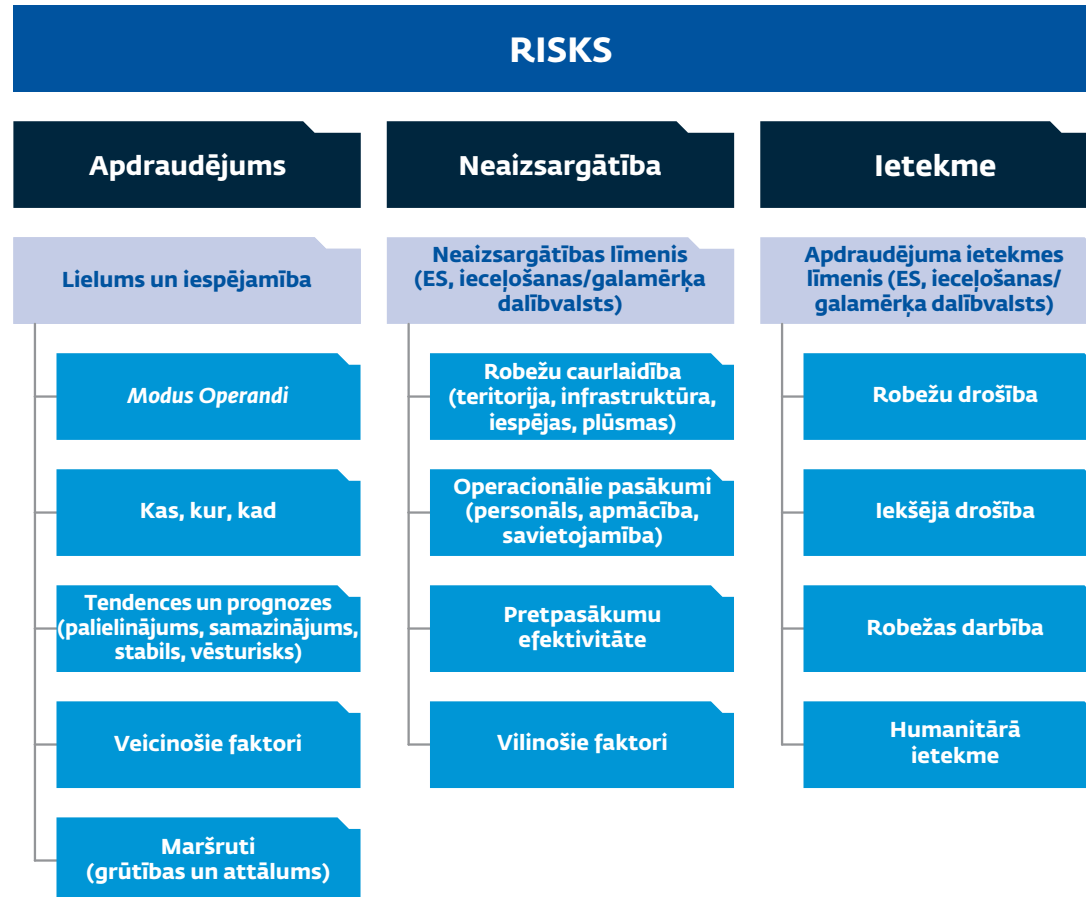 RISKS
Apdraudējums
Lielums un iespējamība
Modus Operandi
Kas, kur, kad
Tendences un prognozes
(palielinājums, samazinājums,
stabils, vēsturisks)
Veicinošie faktori
Maršruti
(grūtības un attālums)
Neaizsargātība
Neaizsargātības līmenis
(ES, ieceļošanas/galamērķa
dalībvalsts)
Robežu caurlaidība
(teritorija, infrastruktūra,
iespējas, plūsmas)
Operacionālie pasākumi
(personāls, apmācība,
savietojamība)
Pretpasākumu
efektivitāte
Vilinošie faktori
Ietekme
Apdraudējuma ietekmes
līmenis (ES, ieceļošanas/
galamērķa dalībvalsts)
Robežu drošība
Iekšējā drošība
Robežas darbība
Humanitārā
ietekme